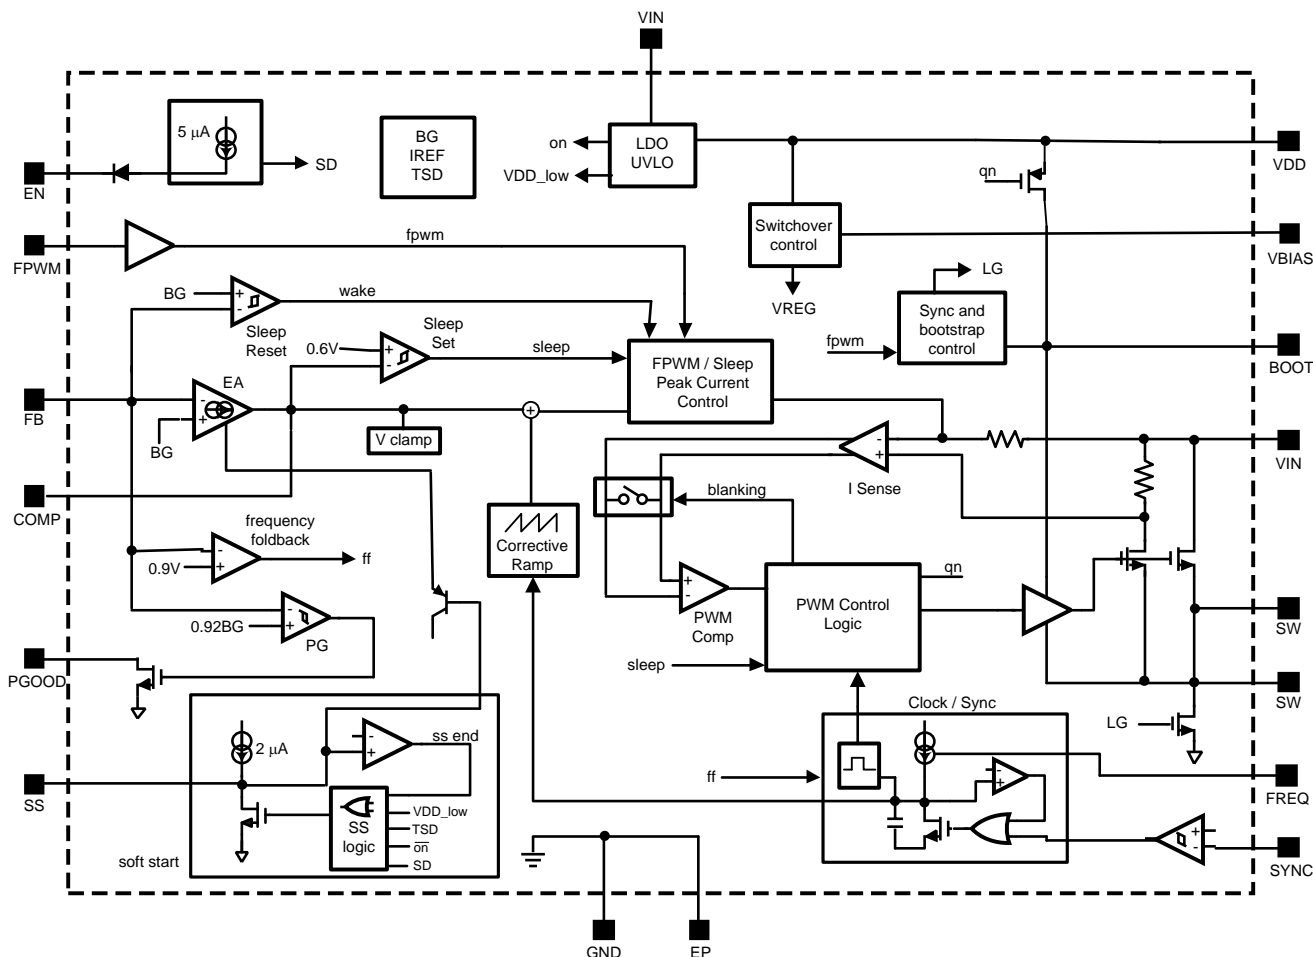 VIN
5 µA
SD
EN
BG
IREF
TSD
on
VDD_low
LDO
UVLO
VDD
qn
FPWM
fpwm
Switchover
control
VBIAS
VREG
LG
BG
+
-
wake
Sleep
Reset
0.6V
+
-
Sleep
Set
sleep
FPWM / Sleep
Peak Current
Control
fpwm
Sync and
bootstrap
control
BOOT
FB
EA
-
+
BG
V clamp
+
-
+
I Sense
VIN
COMP
blanking
Corrective
Ramp
frequency
foldback
-
+
0.9V
ff
+
-
PWM
Comp
PWM Control
Logic
qn
-
+
0.92BG
PG
SW
PGOOD
sleep
SW
Clock / Sync
LG
2 µA
-
+
ss end
SS
ff
-
+
FREQ
SS
logic
VDD_low
TSD
on
SD
soft start
+
-
SYNC
GND
EP